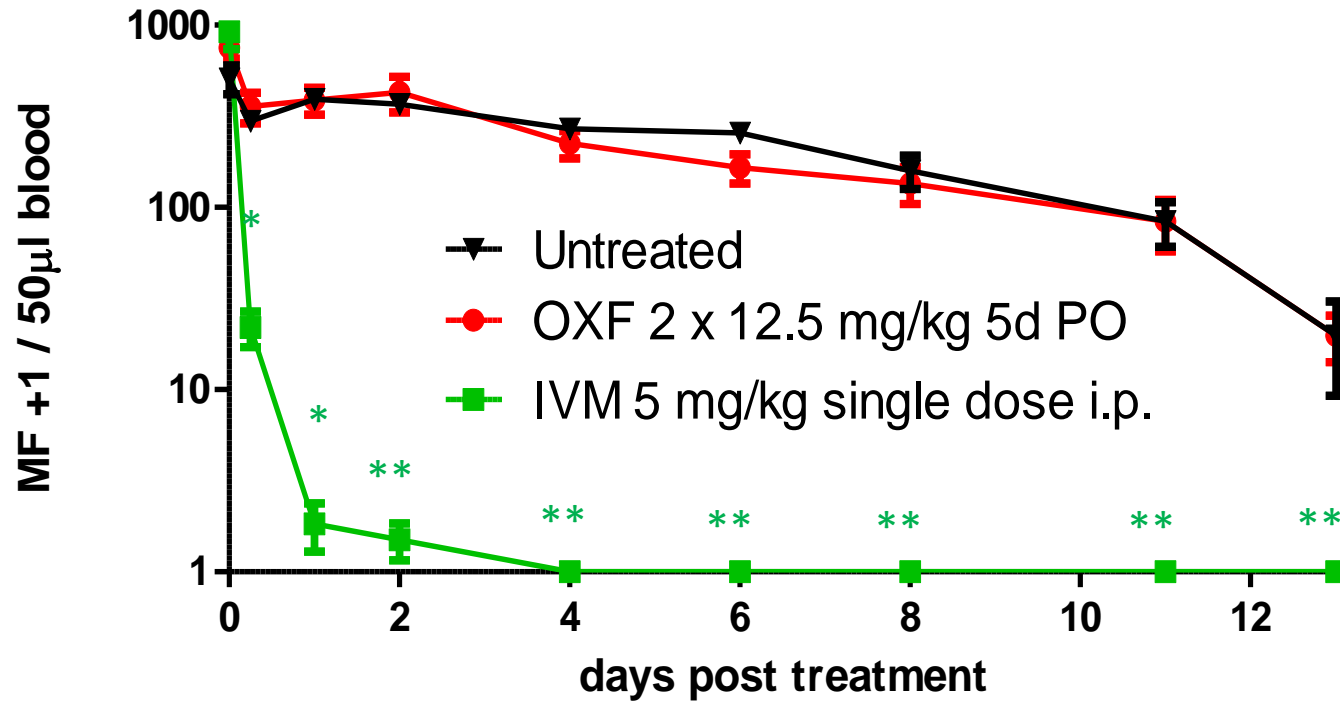 MF +1 / 50μl blood
1000
100
10
1
*
*
**
**
**
**
**
**
Untreated
OXF 2 x 12.5 mg/kg 5d PO
IVM 5 mg/kg single dose i.p.
0 2 4 6 8 10 12
days post treatment